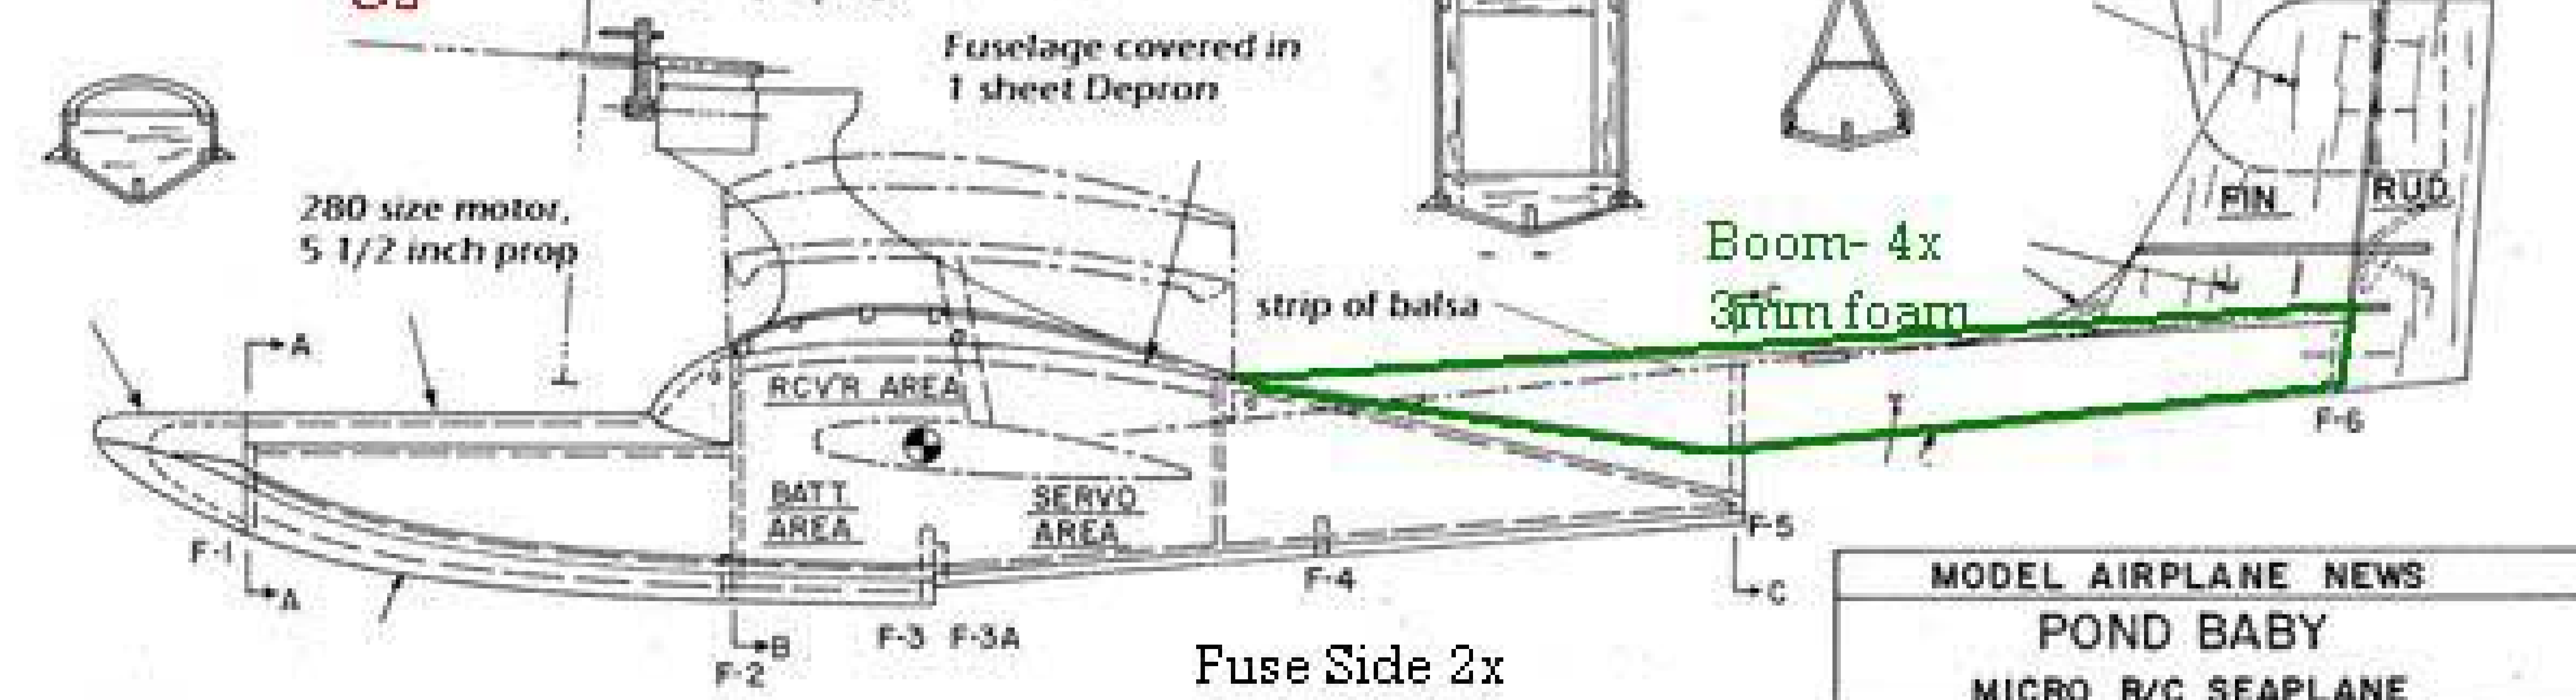 Fuselage covered in
1 sheet Depron
280 size motor,
5 1/2 inch prop
FIN
RUD
Boom- 4x
3mm foam
strip of balsa
A
RCV'R AREA
BATT.
AREA
SERVO
AREA
F-1
A
F-2
B
F-3
F-3A
F-4
F-5
C
F-6
Fuse Side 2x
MODEL AIRPLANE NEWS
POND BABY
MICRO R/C SEAPLANE